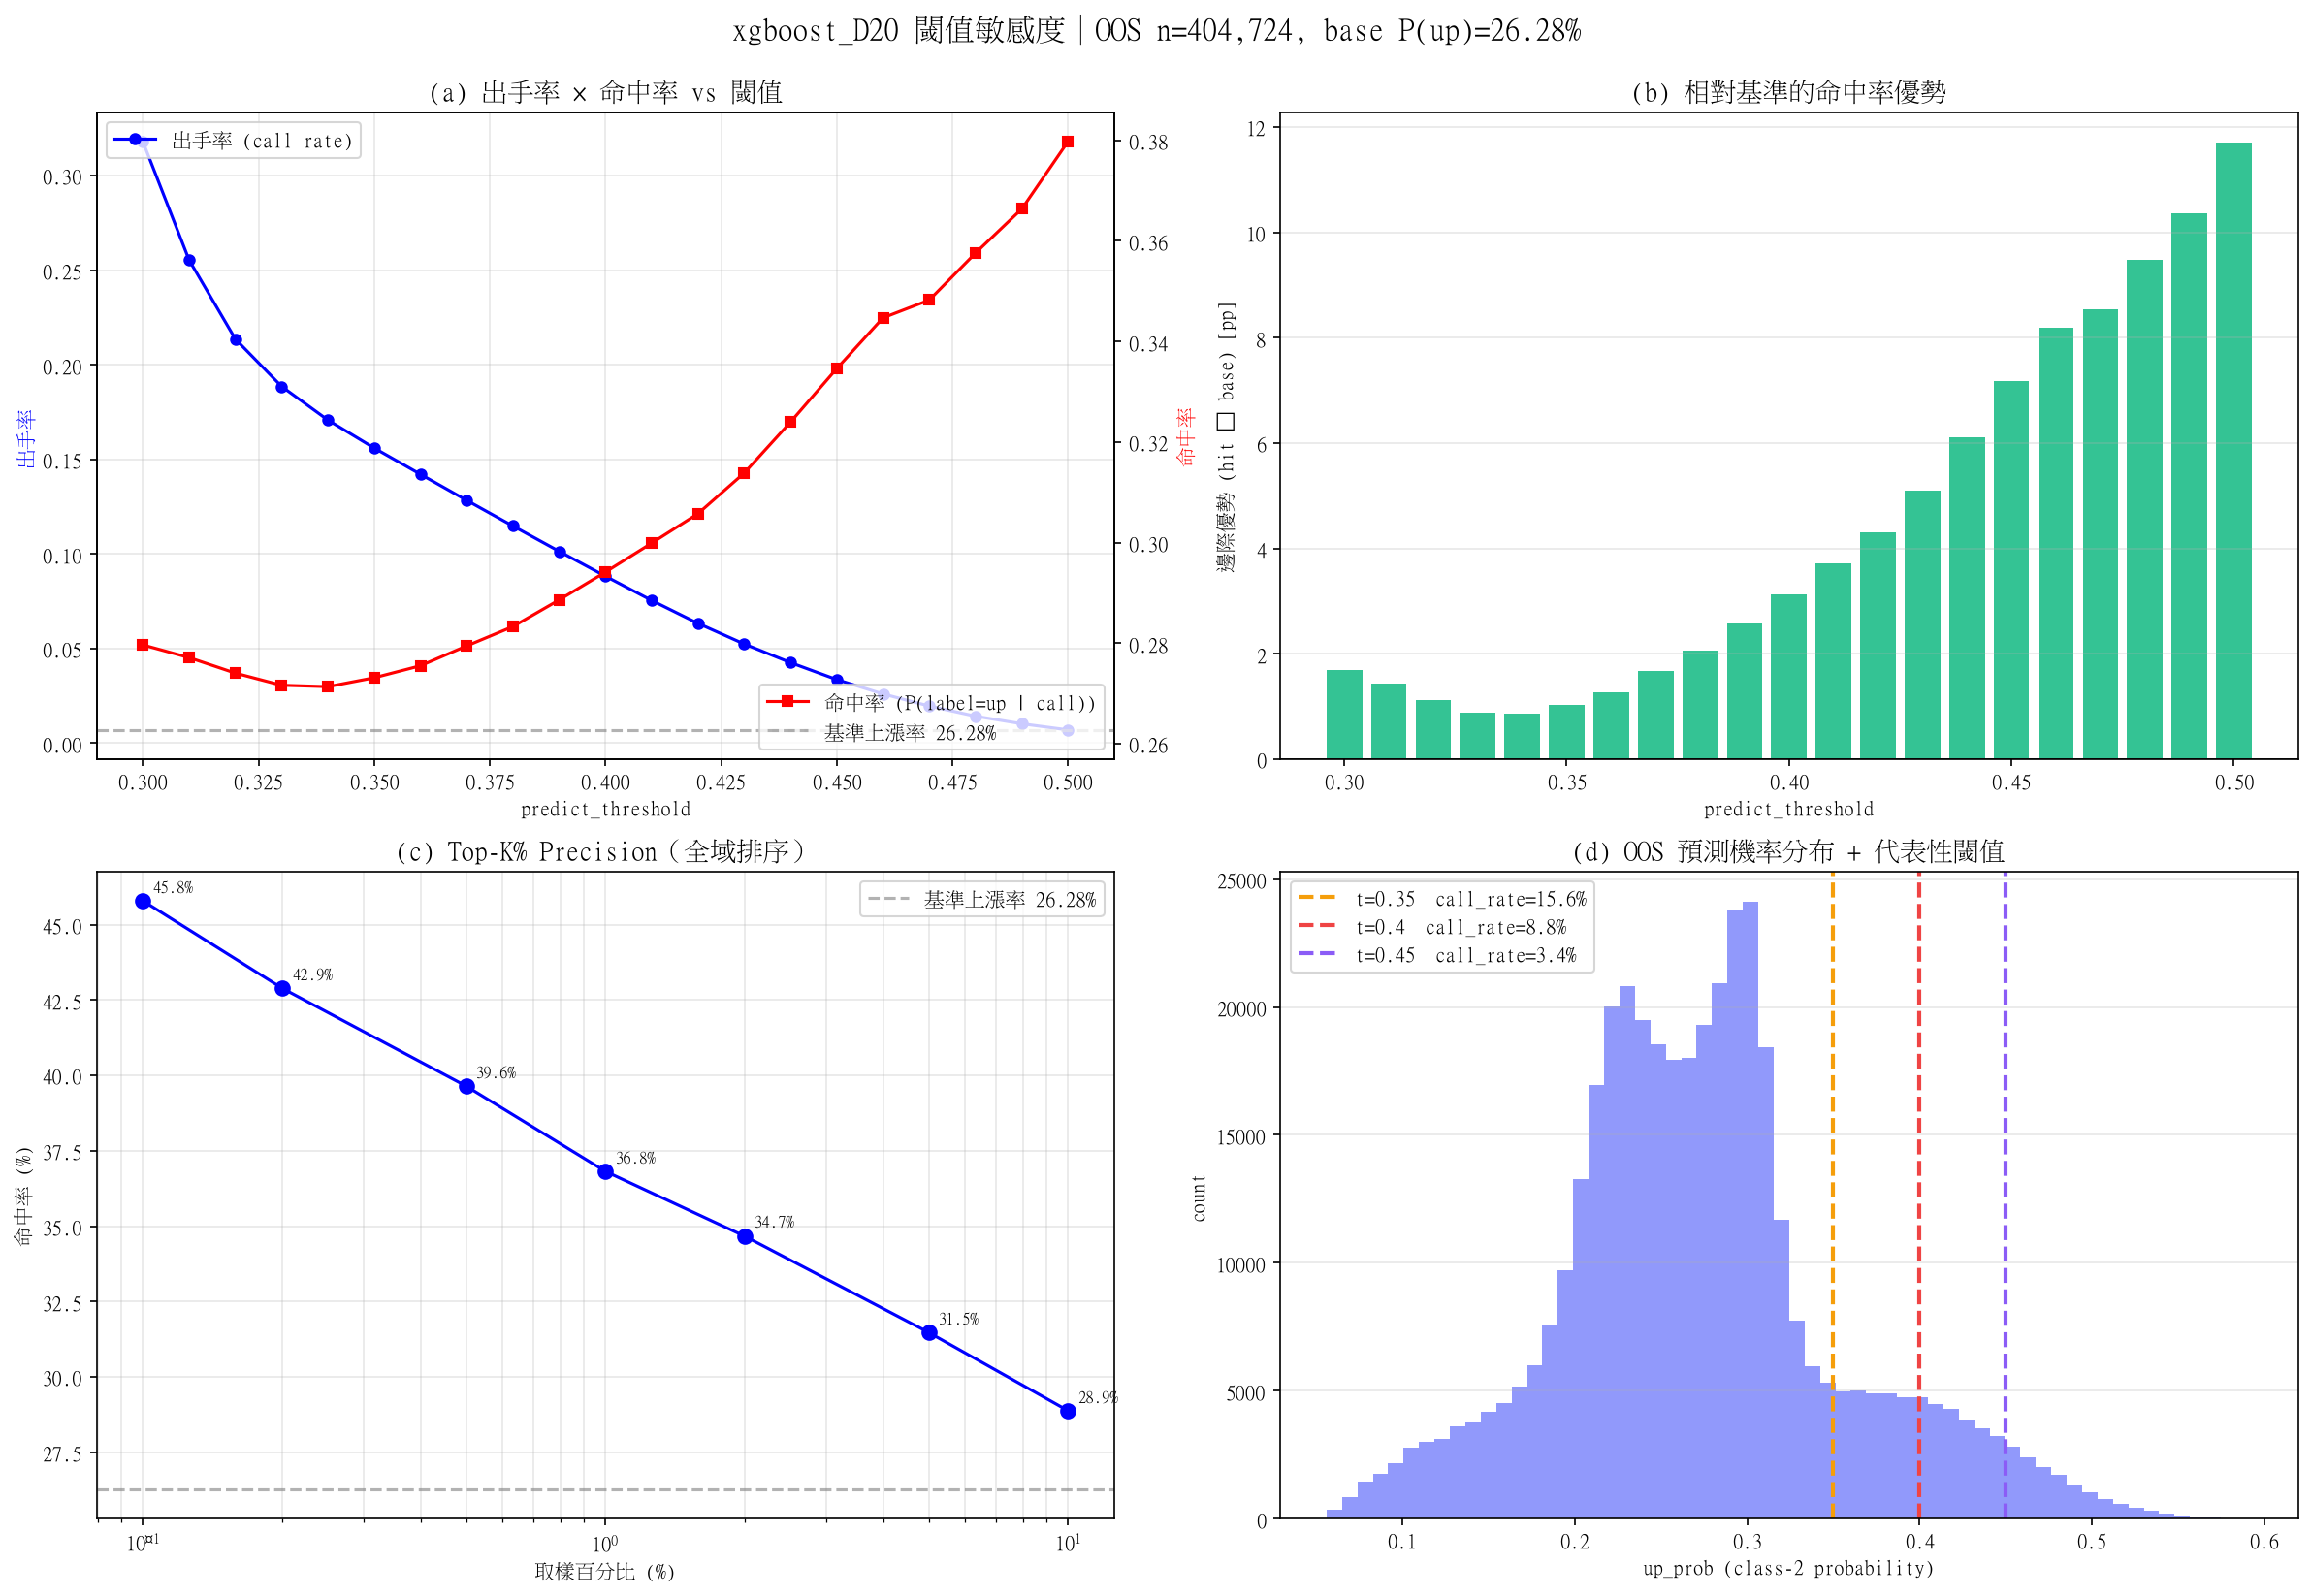 xgboost_D20 閾值敏感度｜OOS n=404,724, base P(up)=26.28%
(a) 出手率 × 命中率 vs 閾值
出手率 (call rate)
命中率 (P(label=up | call))
基準上漲率 26.28%
出手率
命中率
0.30
0.25
0.20
0.15
0.10
0.05
0.00
0.38
0.36
0.34
0.32
0.30
0.28
0.26
0.300 0.325 0.350 0.375 0.400 0.425 0.450 0.475 0.500
predict_threshold
(b) 相對基準的命中率優勢
邊際優勢 (hit □ base) [pp]
12
10
8
6
4
2
0
0.30 0.35 0.40 0.45 0.50
predict_threshold
(c) Top-K% Precision（全域排序）
基準上漲率 26.28%
命中率 (%)
45.0
42.5
40.0
37.5
35.0
32.5
30.0
27.5
45.8%
42.9%
39.6%
36.8%
34.7%
31.5%
28.9%
10¤1 10⁰ 10¹
取樣百分比 (%)
(d) OOS 預測機率分布 + 代表性閾值
t=0.35 call_rate=15.6%
t=0.4 call_rate=8.8%
t=0.45 call_rate=3.4%
count
25000
20000
15000
10000
5000
0
0.1 0.2 0.3 0.4 0.5 0.6
up_prob (class-2 probability)